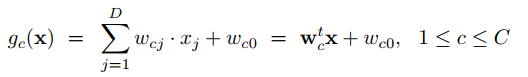 g_c(𝐱) = ∑_{j=1}^{D} w_{cj} · x_j + w_{c0} = 𝐰_c^t 𝐱 + w_{c0}, 1 ≤ c ≤ C